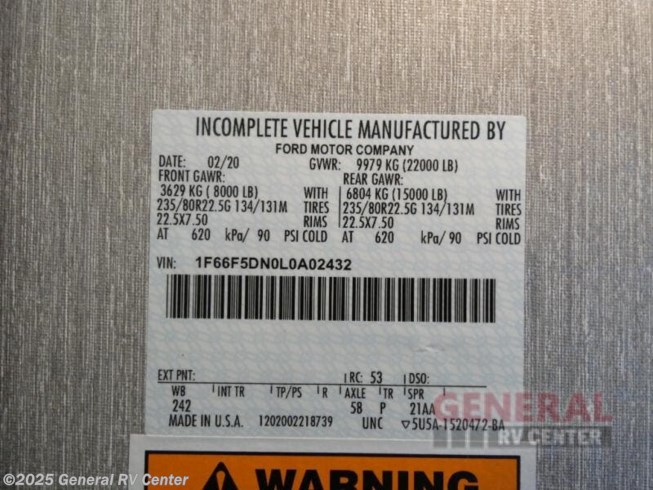 INCOMPLETE VEHICLE MANUFACTURED BY
FORD MOTOR COMPANY
DATE: 02/20 GVWR: 9979 KG (22000 LB)
FRONT GAWR: REAR GAWR:
3629 KG ( 8000 LB) WITH 6804 KG (15000 LB) WITH
235/80R22.5G 134/131M TIRES 235/80R22.5G 134/131M TIRES
22.5X7.50 RIMS 22.5X7.50 RIMS
AT 620 kPa/ 90 PSI COLD AT 620 kPa/ 90 PSI COLD
VIN: 1F66F5DN0L0A02432
EXT PNT: RC: 53 DSO:
WB INT TR TP/PS R AXLE TR SPR
242 58 P 21AA
MADE IN U.S.A. 1202002218739 UNC ▽5U5A-1520472-BA
GENERAL
RV CENTER
WARNING
©2025 General RV Center